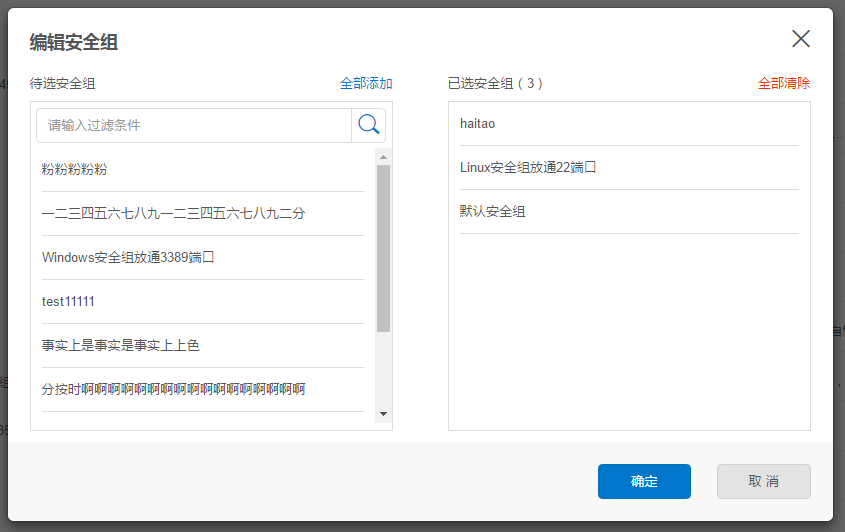 编辑安全组
待选安全组 全部添加
已选安全组 ( 3 ) 全部清除
请输入过滤条件
粉粉粉粉粉
一二三四五六七八九一二三四五六七八九二分
Windows安全组放通3389端口
test11111
事实上是事实是事实上上色
分按时啊啊啊啊啊啊啊啊啊啊啊啊啊啊啊啊啊
haitao
Linux安全组放通22端口
默认安全组
确定 取 消